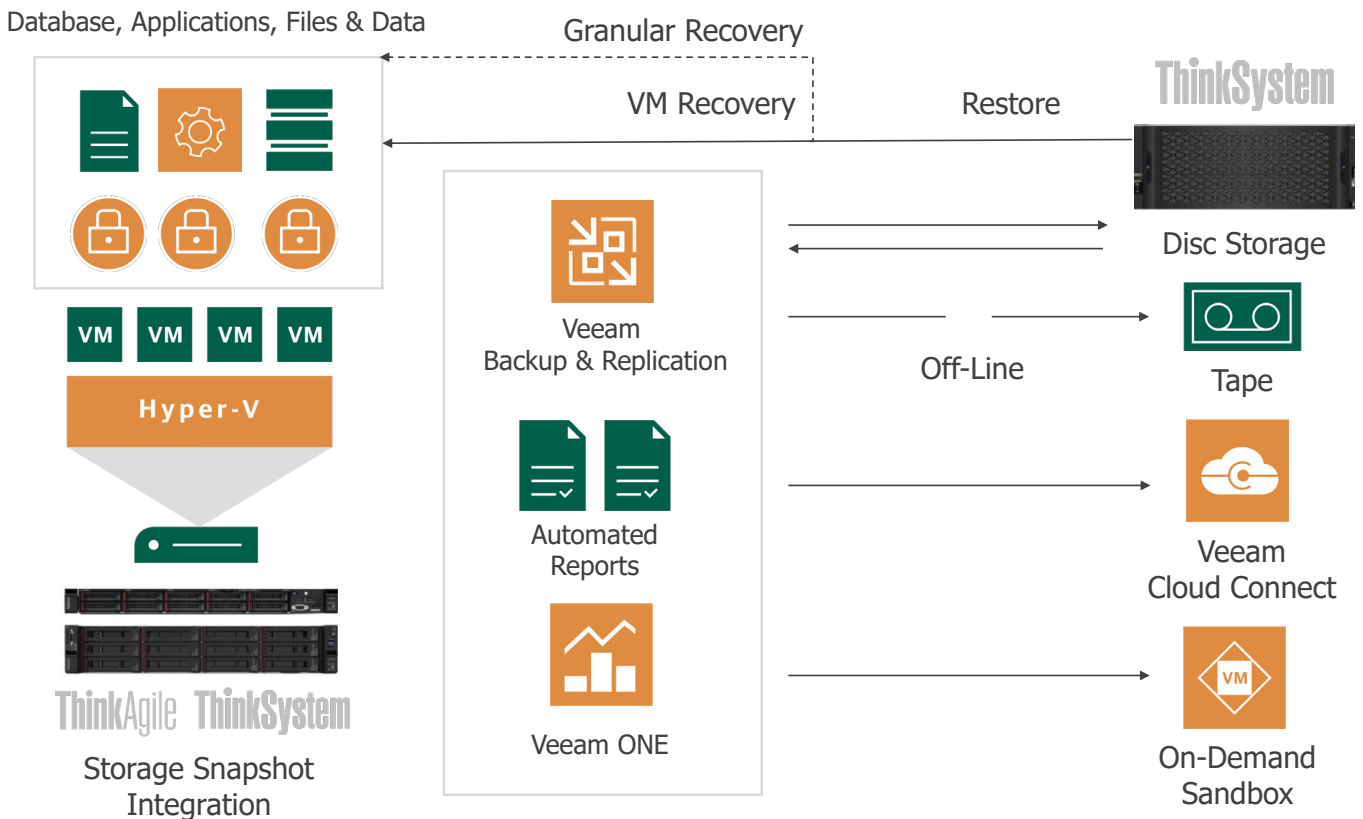 Database, Applications, Files & Data
Granular Recovery
VM Recovery
Restore
ThinkSystem
Disc Storage
VM
VM
VM
VM
Hyper-V
Veeam
Backup & Replication
Off-Line
Tape
Automated
Reports
Veeam
Cloud Connect
ThinkAgile ThinkSystem
Storage Snapshot
Integration
Veeam ONE
VM
On-Demand
Sandbox